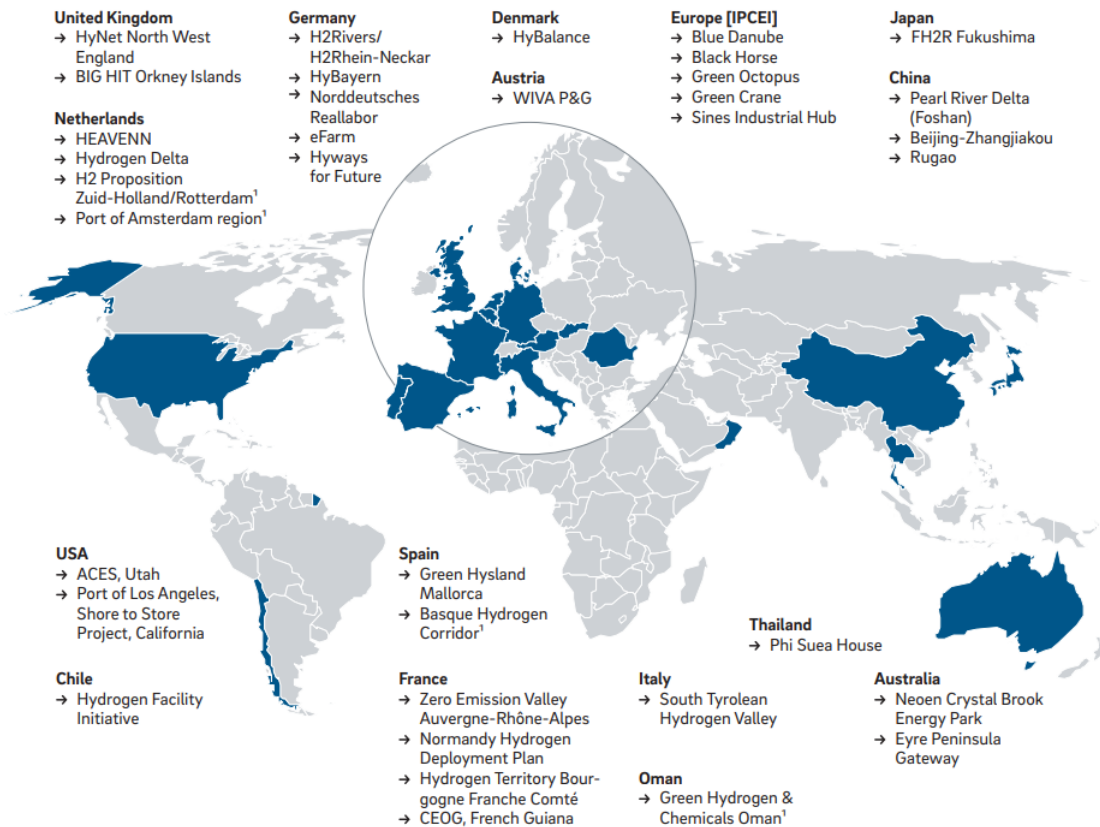 United Kingdom
→ HyNet North West
England
→ BIG HIT Orkney Islands
Netherlands
→ HEAVENN
→ Hydrogen Delta
→ H2 Proposition
Zuid-Holland/Rotterdam¹
→ Port of Amsterdam region¹
Germany
→ H2Rivers/
H2Rhein-Neckar
→ HyBayern
→ Norddeutsches
Reallabor
→ eFarm
→ Hyways
for Future
Denmark
→ HyBalance
Austria
→ WIVA P&G
Europe [IPCEI]
→ Blue Danube
→ Black Horse
→ Green Octopus
→ Green Crane
→ Sines Industrial Hub
Japan
→ FH2R Fukushima
China
→ Pearl River Delta
(Foshan)
→ Beijing-Zhangjiakou
→ Rugao
USA
→ ACES, Utah
→ Port of Los Angeles,
Shore to Store
Project, California
Chile
→ Hydrogen Facility
Initiative
Spain
→ Green Hysland
Mallorca
→ Basque Hydrogen
Corridor¹
France
→ Zero Emission Valley
Auvergne-Rhône-Alpes
→ Normandy Hydrogen
Deployment Plan
→ Hydrogen Territory Bour-
gogne Franche Comté
→ CEOG, French Guiana
Italy
→ South Tyrolean
Hydrogen Valley
Oman
→ Green Hydrogen &
Chemicals Oman¹
Thailand
→ Phi Suea House
Australia
→ Neoen Crystal Brook
Energy Park
→ Eyre Peninsula
Gateway